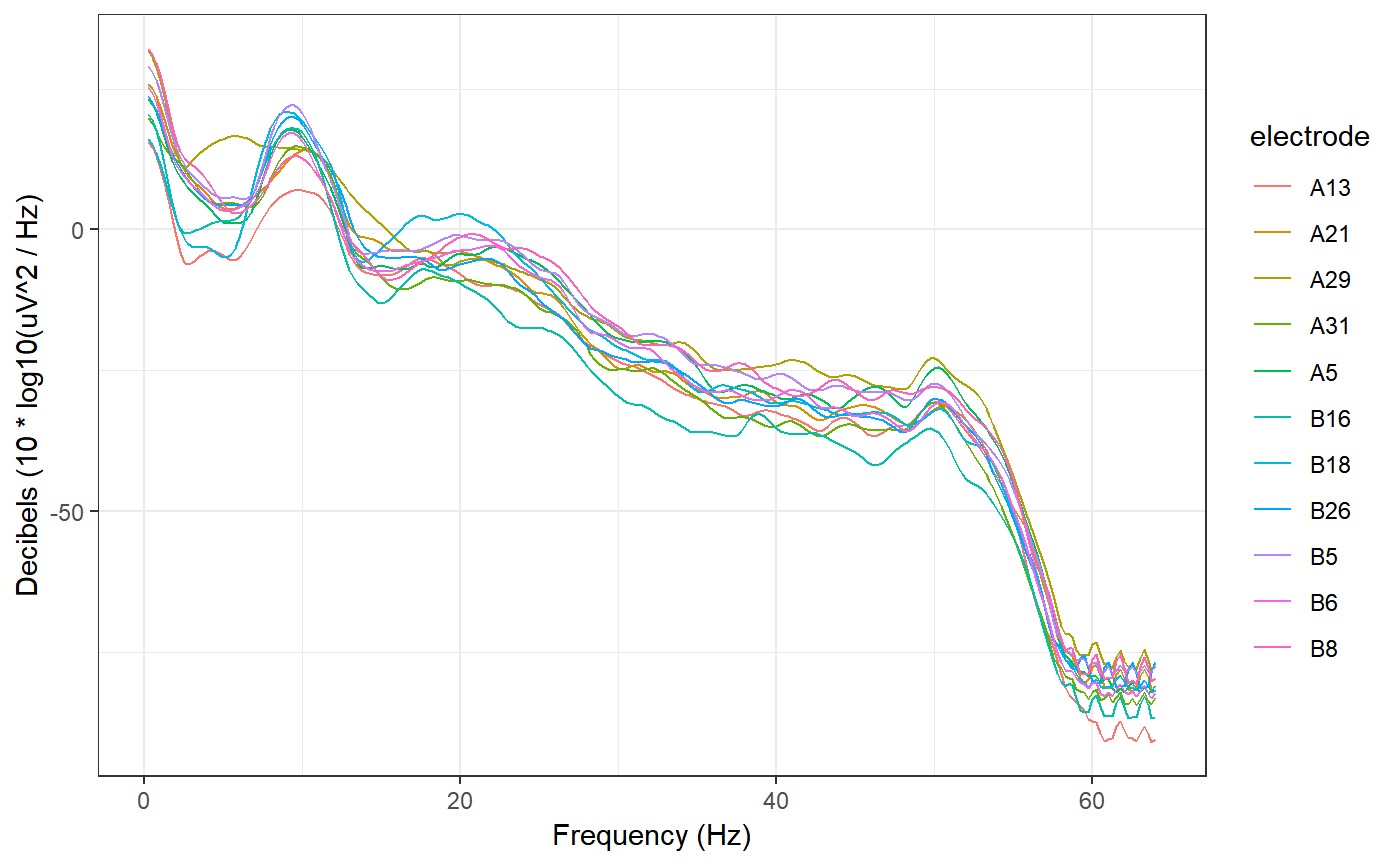 Decibels (10 * log10(uV^2 / Hz)
0
-50
0
20
40
60
Frequency (Hz)
electrode
A13
A21
A29
A31
A5
B16
B18
B26
B5
B6
B8